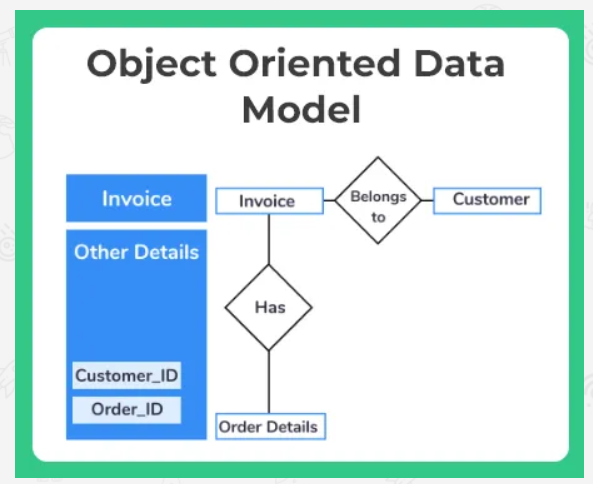 Object Oriented Data
Model
Invoice
Other Details
Customer_ID
Order_ID
Invoice
Belongs
to
Customer
Has
Order Details